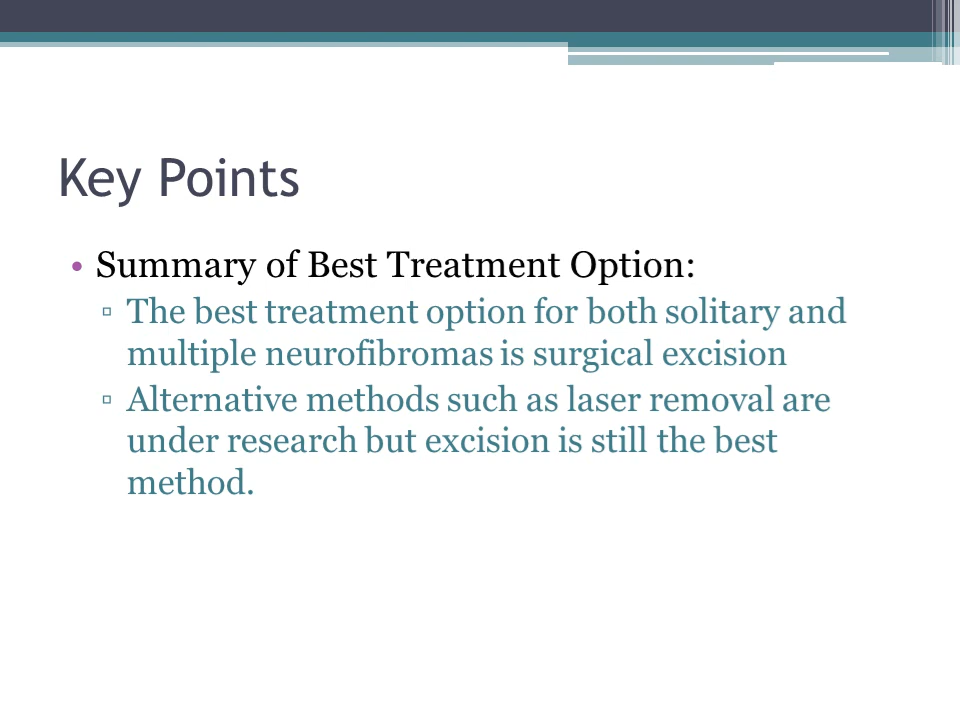 Key Points
• Summary of Best Treatment Option:
▫ The best treatment option for both solitary and
multiple neurofibromas is surgical excision
▫ Alternative methods such as laser removal are
under research but excision is still the best
method.